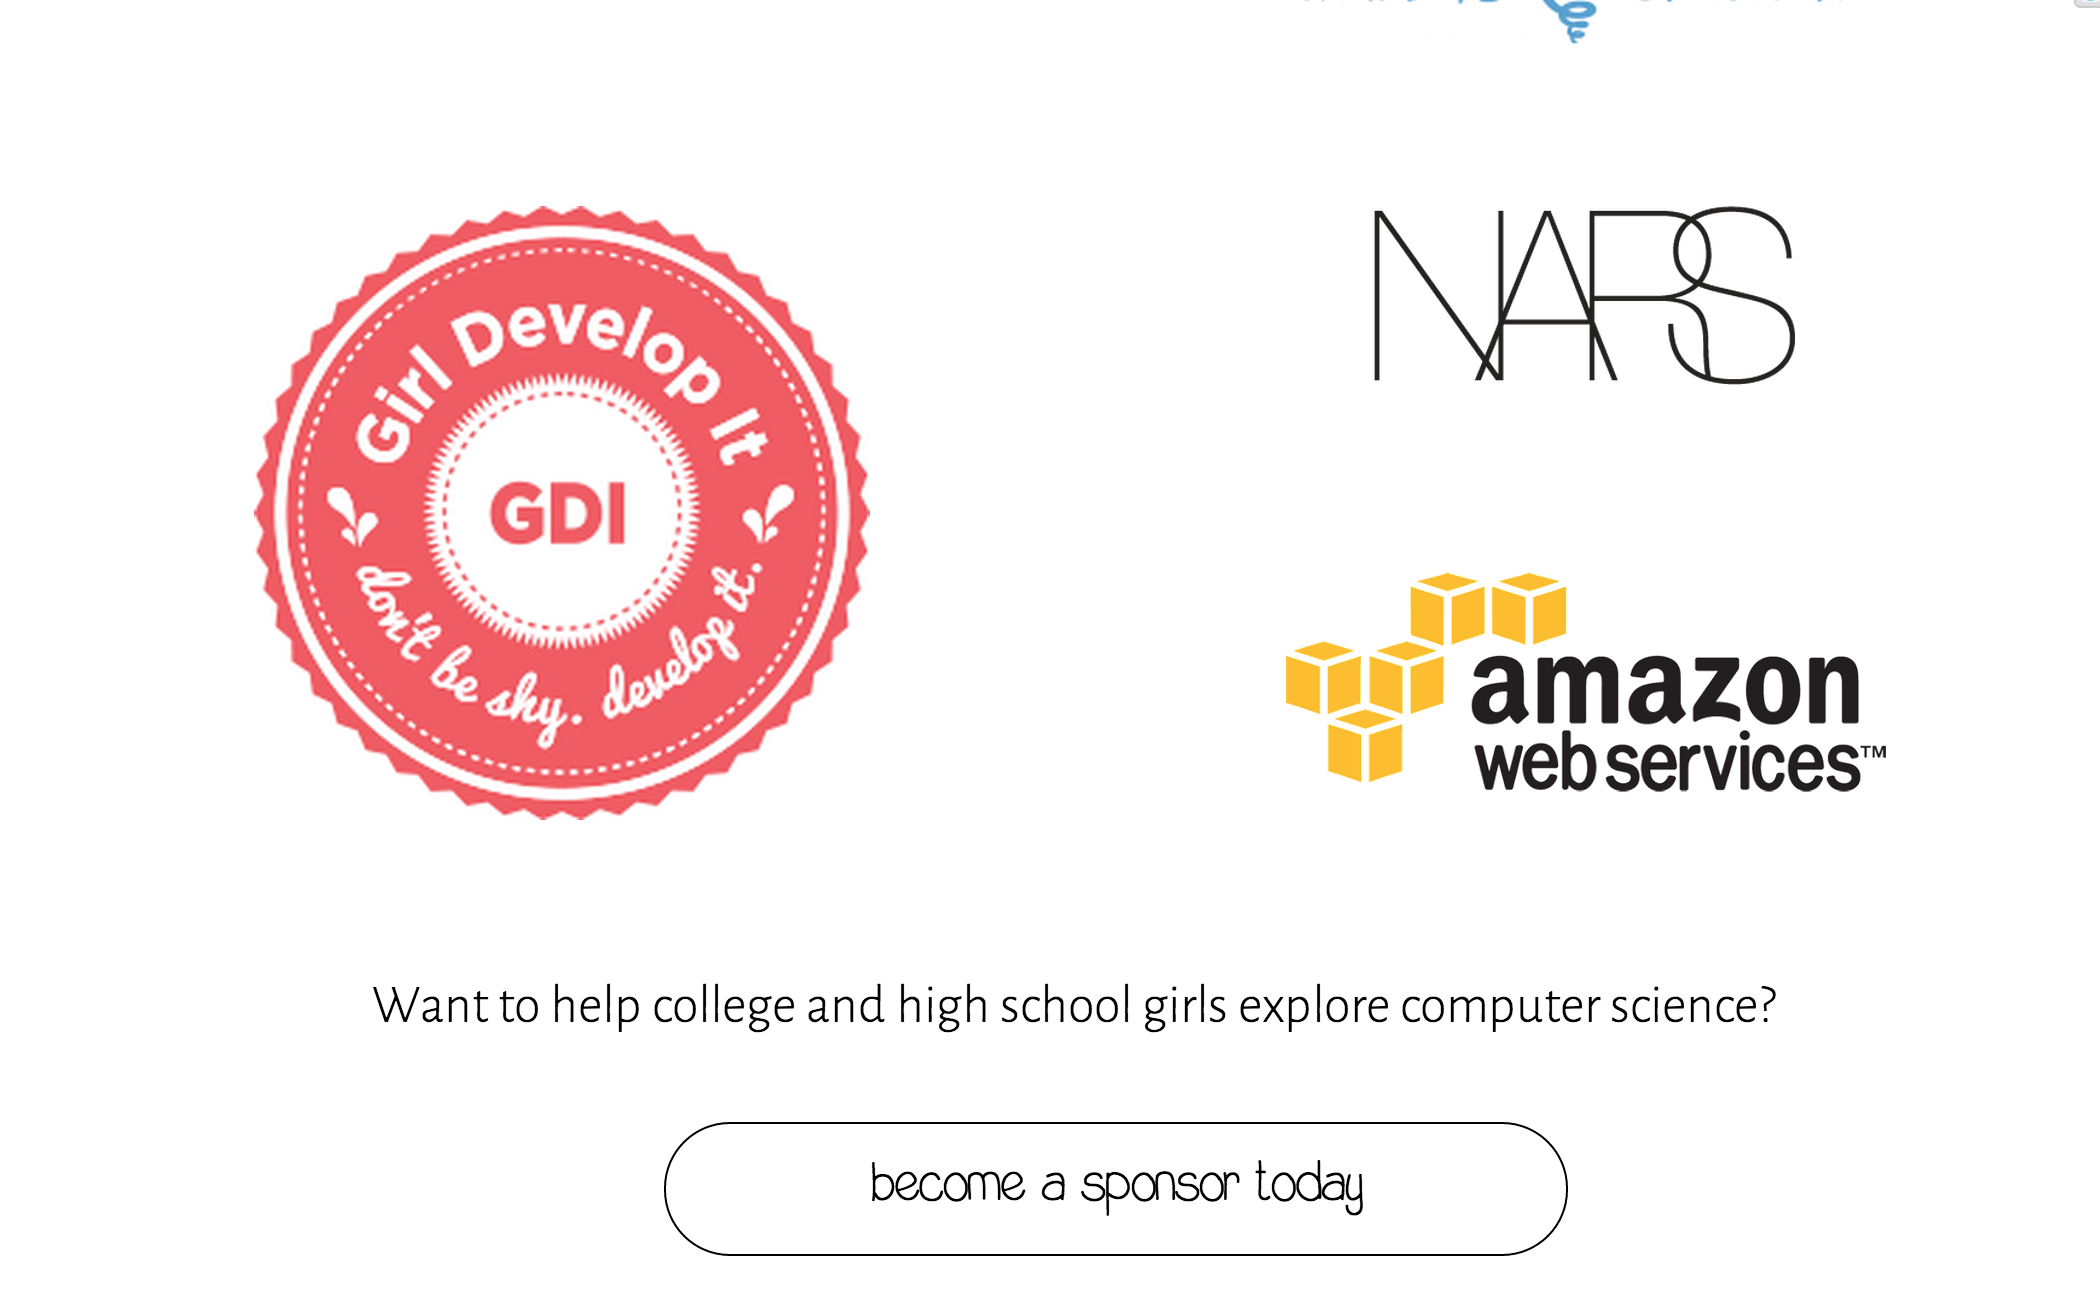 Girl Develop It
GDI
don't be shy. develop it.
NARS
amazon
web services™
Want to help college and high school girls explore computer science?
become a sponsor today